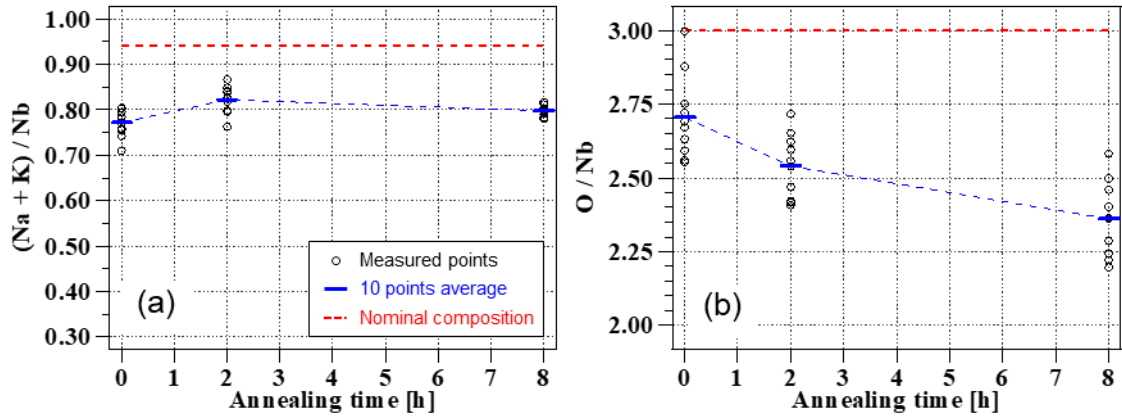 1.00
0.90
0.80
0.70
0.60
0.50
0.40
0.30
(Na + K) / Nb
(a)
Measured points
10 points average
Nominal composition
0 1 2 3 4 5 6 7 8
Annealing time [h]
3.00
2.75
2.50
2.25
2.00
O / Nb
(b)
0 1 2 3 4 5 6 7 8
Annealing time [h]